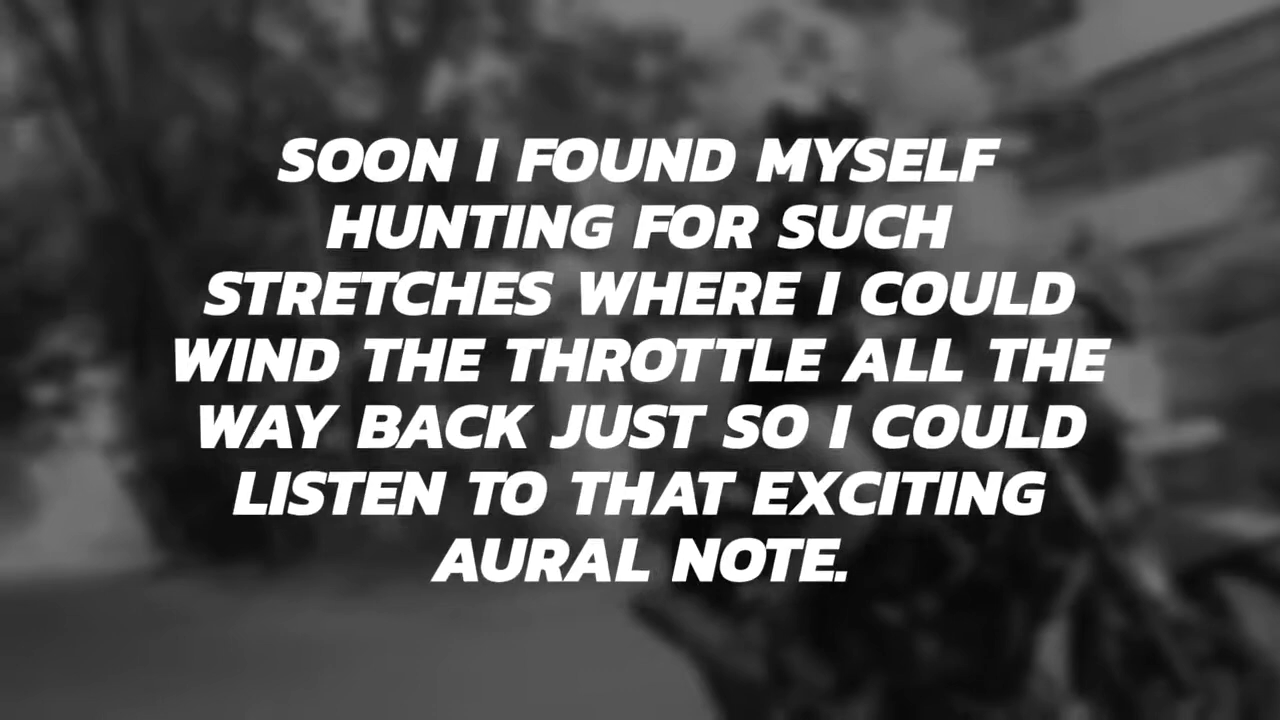 SOON I FOUND MYSELF
HUNTING FOR SUCH
STRETCHES WHERE I COULD
WIND THE THROTTLE ALL THE
WAY BACK JUST SO I COULD
LISTEN TO THAT EXCITING
AURAL NOTE.